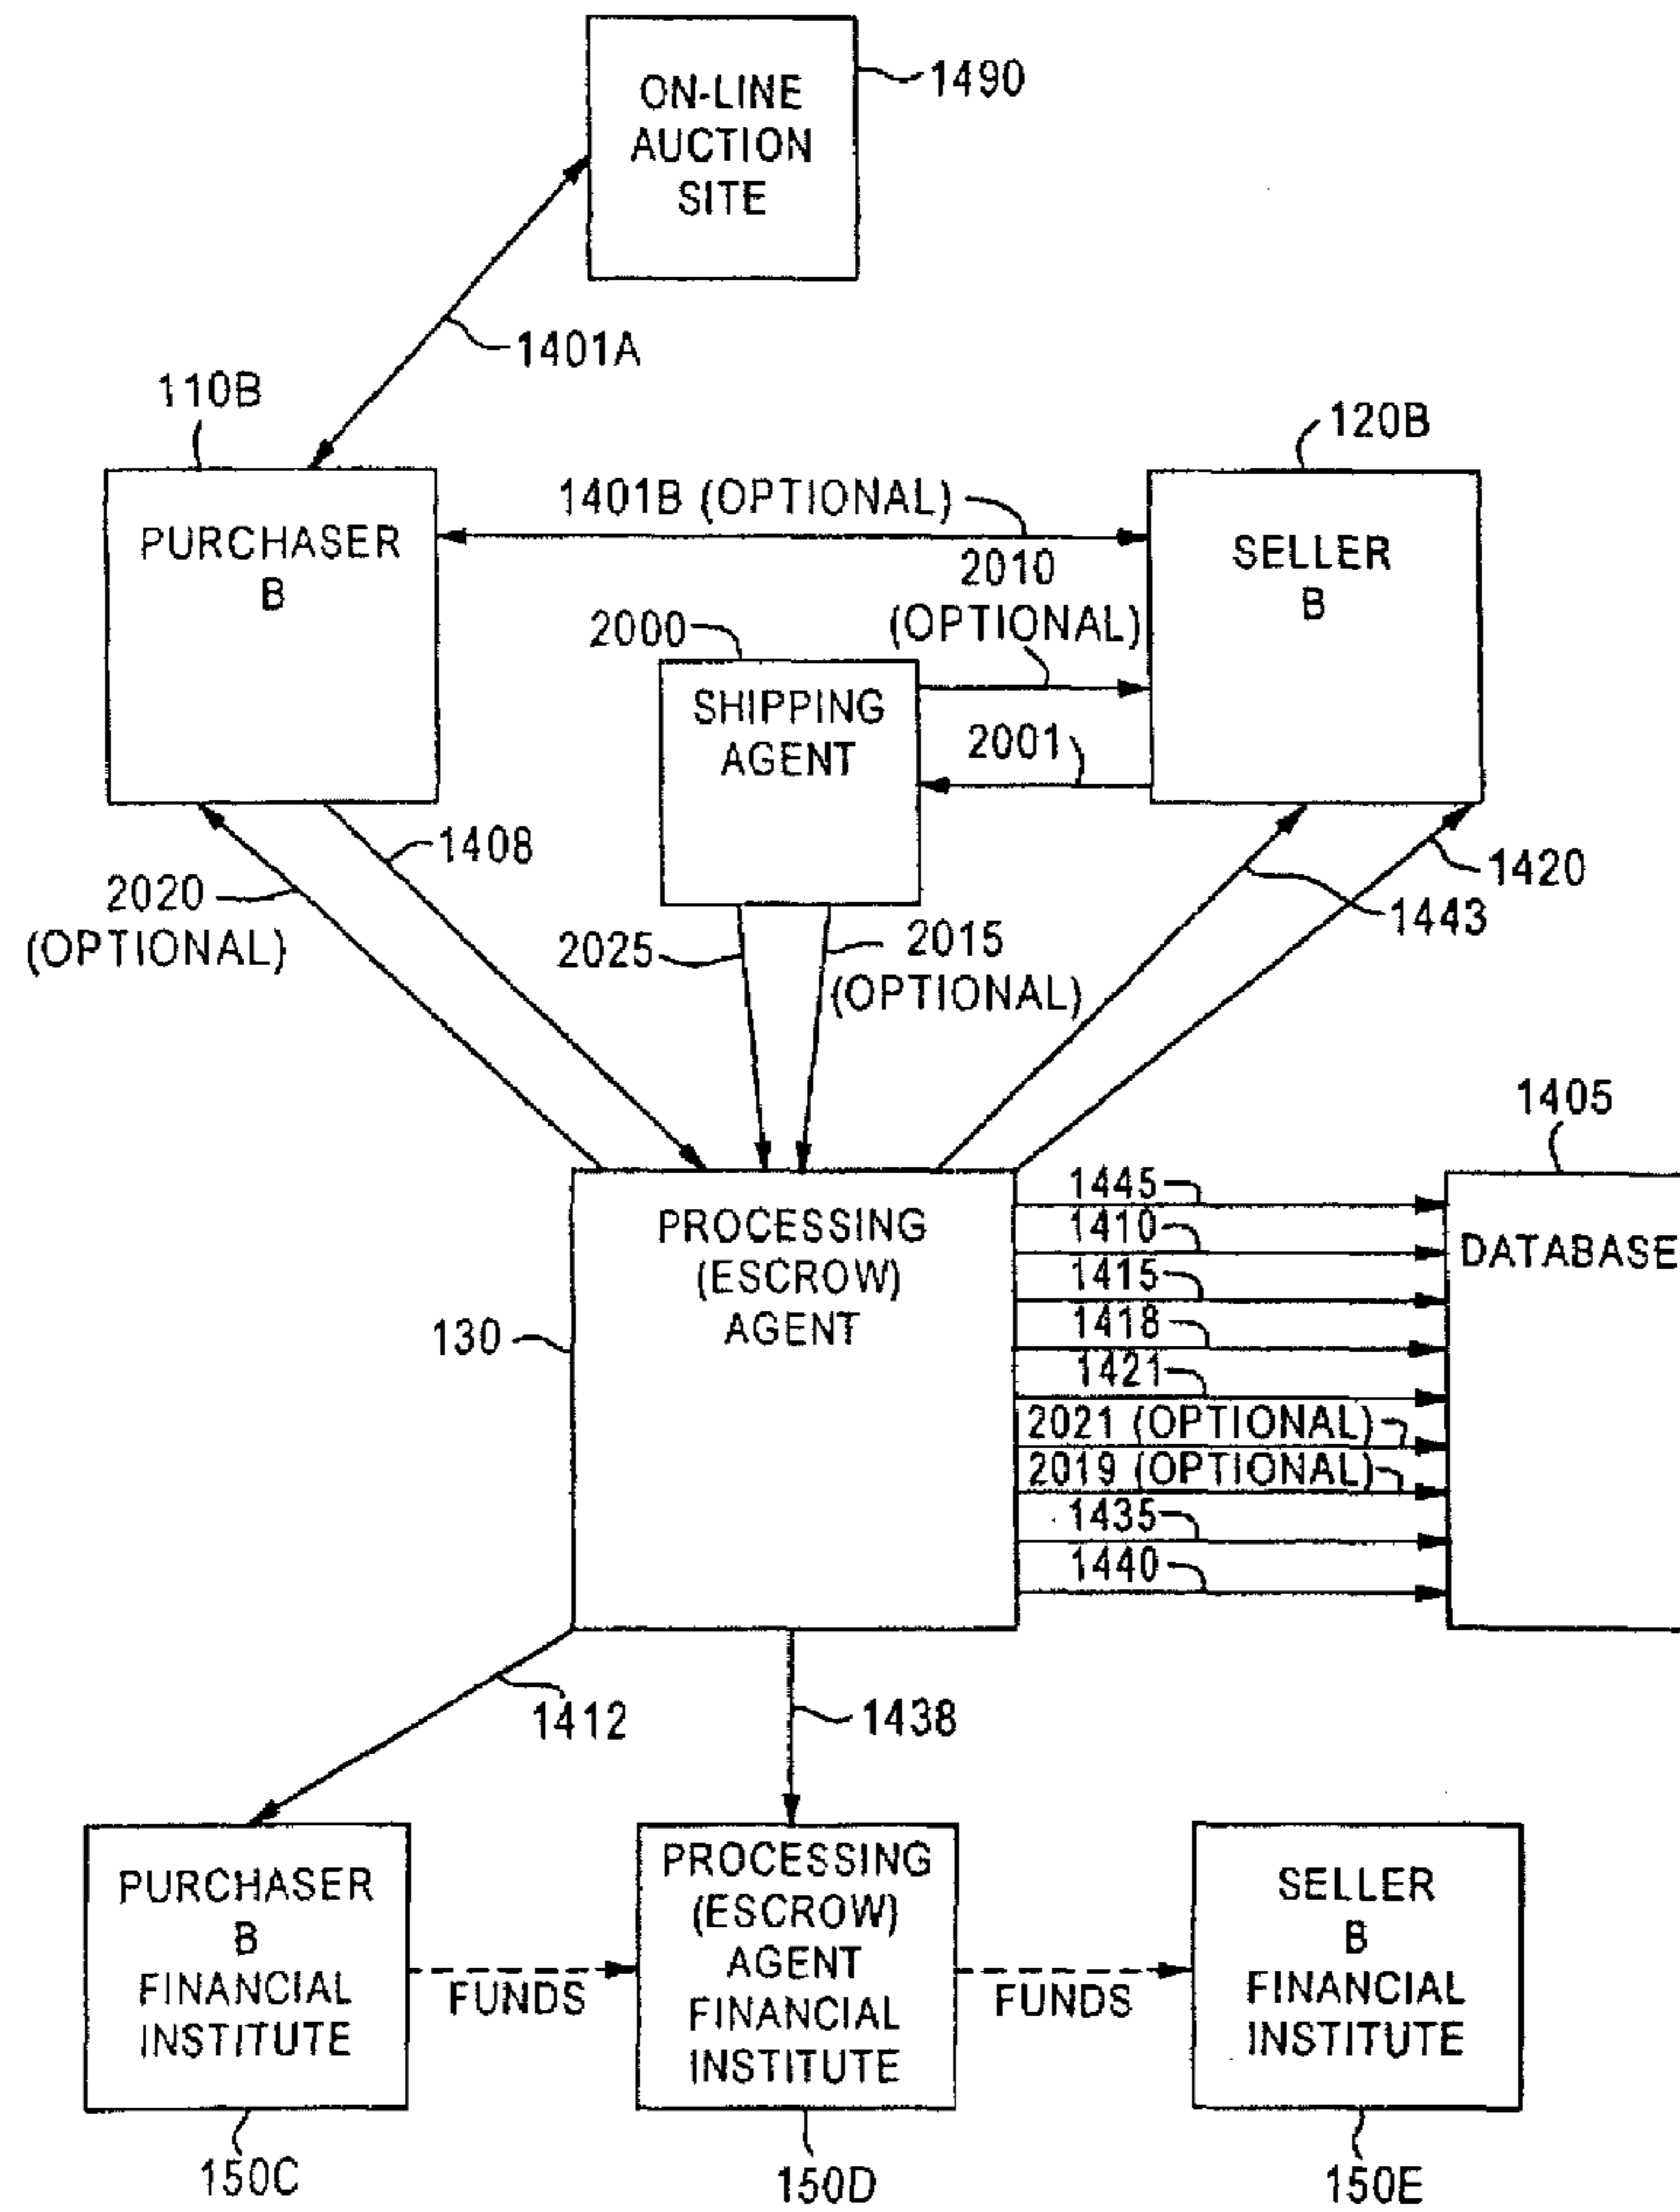 ON-LINE
AUCTION
SITE
1490
1401A
110B
120B
PURCHASER
B
1401B (OPTIONAL)
SELLER
B
2010
(OPTIONAL)
2000
SHIPPING
AGENT
2001
1408
2020
(OPTIONAL)
2025
2015
(OPTIONAL)
1420
1443
1405
PROCESSING
(ESCROW)
AGENT
130
1445
1410
1415
1418
1421
2021 (OPTIONAL)
2019 (OPTIONAL)
1435
1440
DATABASE
1412
1438
PURCHASER
B
FINANCIAL
INSTITUTE
FUNDS
PROCESSING
(ESCROW)
AGENT
FINANCIAL
INSTITUTE
FUNDS
SELLER
B
FINANCIAL
INSTITUTE
150C
150D
150E